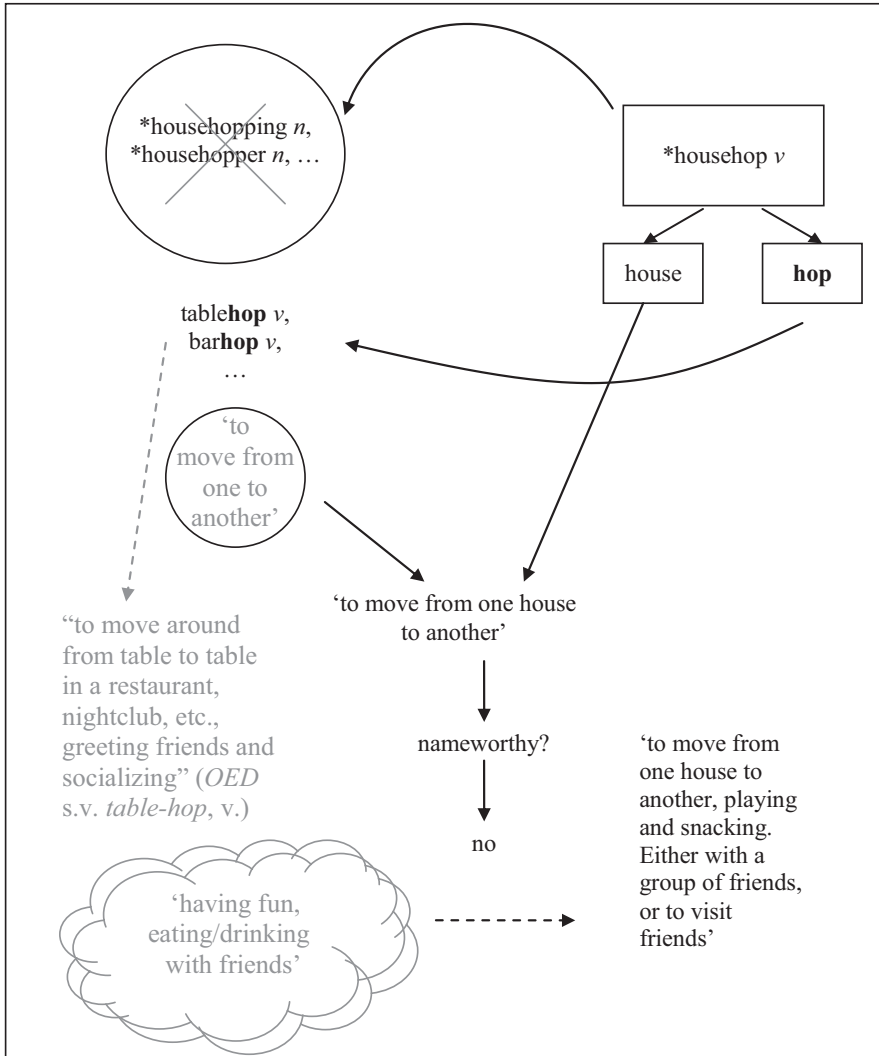 *househopping n,
*househopper n, …
*househop v
house
hop
tablehop v,
barhop v,
…
‘to
move from
one to
another’
‘to move from one house
to another’
“to move around
from table to table
in a restaurant,
nightclub, etc.,
greeting friends and
socializing” (OED
s.v. table-hop, v.)
nameworthy?
no
‘to move from
one house to
another, playing
and snacking.
Either with a
group of friends,
or to visit
friends’
‘having fun,
eating/drinking
with friends’